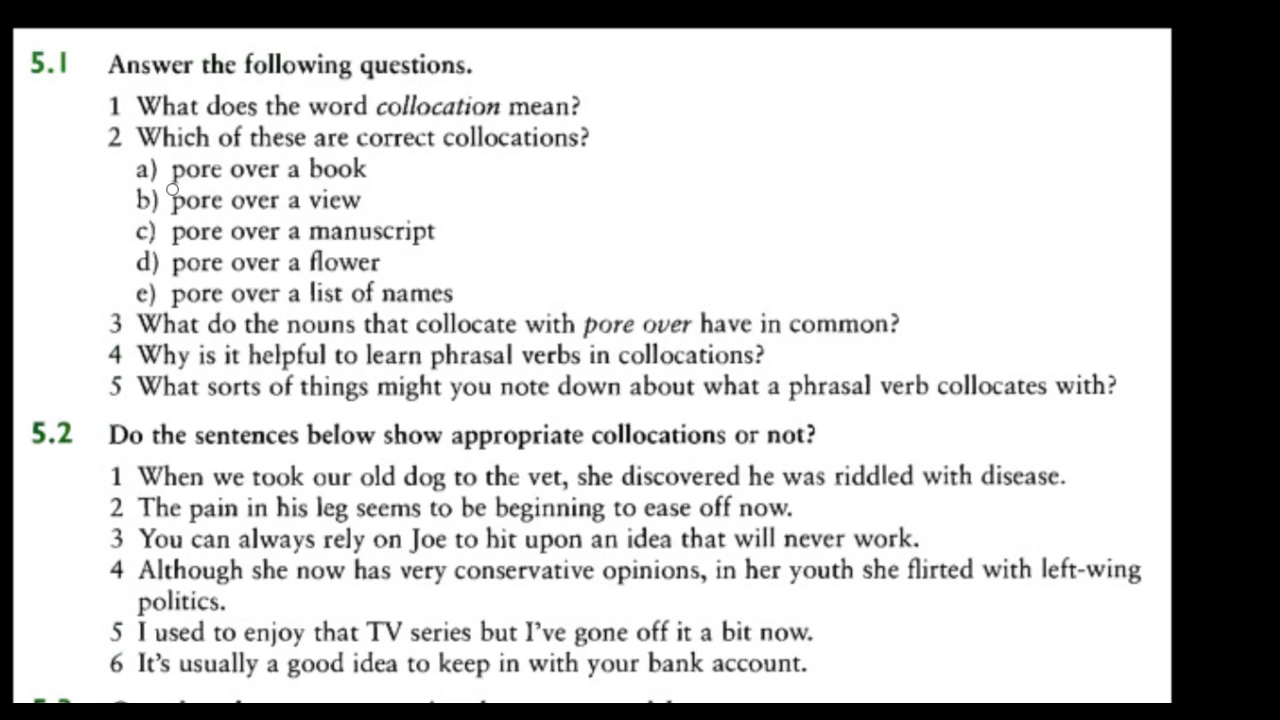 5.1 Answer the following questions.
1 What does the word collocation mean?
2 Which of these are correct collocations?
a) pore over a book
b) pore over a view
c) pore over a manuscript
d) pore over a flower
e) pore over a list of names
3 What do the nouns that collocate with pore over have in common?
4 Why is it helpful to learn phrasal verbs in collocations?
5 What sorts of things might you note down about what a phrasal verb collocates with?
5.2 Do the sentences below show appropriate collocations or not?
1 When we took our old dog to the vet, she discovered he was riddled with disease.
2 The pain in his leg seems to be beginning to ease off now.
3 You can always rely on Joe to hit upon an idea that will never work.
4 Although she now has very conservative opinions, in her youth she flirted with left-wing
politics.
5 I used to enjoy that TV series but I've gone off it a bit now.
6 It's usually a good idea to keep in with your bank account.